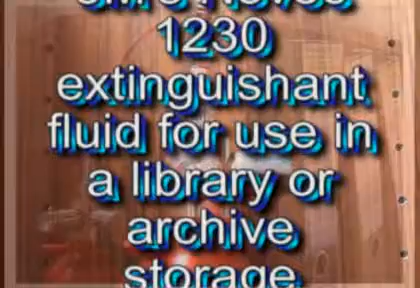 1230
extinguishant
fluid for use in
a library or
archive
storage